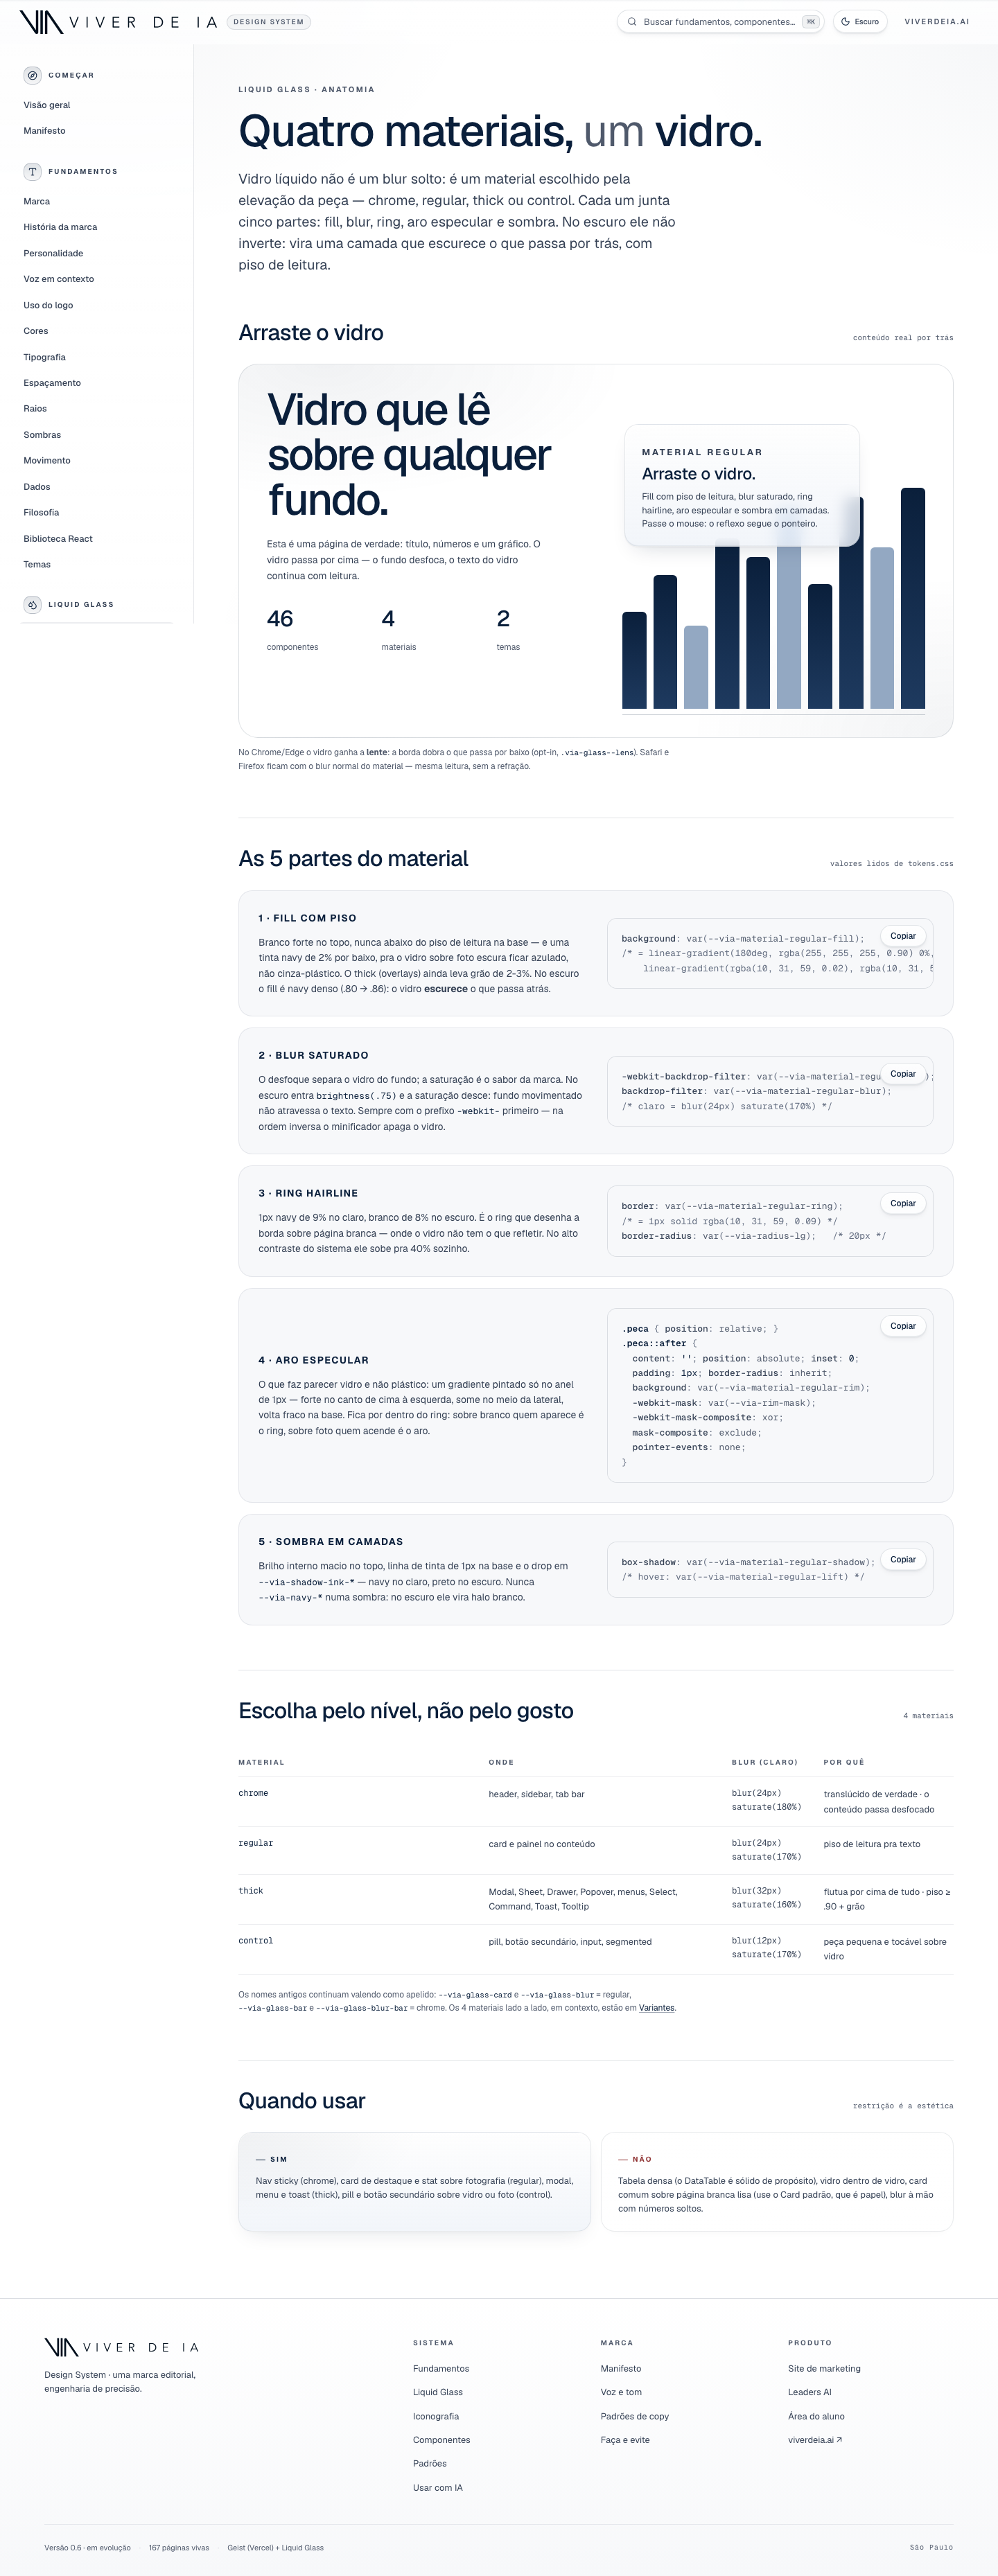 VIVER DE IA
DESIGN SYSTEM
Buscar fundamentos, componentes... ⌘K
Escuro
VIVERDEIA.AI
COMEÇAR
Visão geral
Manifesto
FUNDAMENTOS
Marca
História da marca
Personalidade
Voz em contexto
Uso do logo
Cores
Tipografia
Espaçamento
Raios
Sombras
Movimento
Dados
Filosofia
Biblioteca React
Temas
LIQUID GLASS
LIQUID GLASS · ANATOMIA
Quatro materiais, um vidro.
Vidro líquido não é um blur solto: é um material escolhido pela
elevação da peça — chrome, regular, thick ou control. Cada um junta
cinco partes: fill, blur, ring, aro especular e sombra. No escuro ele não
inverte: vira uma camada que escurece o que passa por trás, com
piso de leitura.
Arraste o vidro
conteúdo real por trás
Vidro que lê
sobre qualquer
fundo.
Esta é uma página de verdade: título, números e um gráfico. O
vidro passa por cima — o fundo desfoca, o texto do vidro
continua com leitura.
46
componentes
4
materiais
2
temas
MATERIAL REGULAR
Arraste o vidro.
Fill com piso de leitura, blur saturado, ring
hairline, aro especular e sombra em camadas.
Passe o mouse: o reflexo segue o ponteiro.
No Chrome/Edge o vidro ganha a lente: a borda dobra o que passa por baixo (opt-in, .via-glass--lens). Safari e
Firefox ficam com o blur normal do material — mesma leitura, sem a refração.
As 5 partes do material
valores lidos de tokens.css
1 · FILL COM PISO
Branco forte no topo, nunca abaixo do piso de leitura na base — e uma
tinta navy de 2% por baixo, pra o vidro sobre foto escura ficar azulado,
não cinza-plástico. O thick (overlays) ainda leva grão de 2-3%. No escuro
o fill é navy denso (.80 → .86): o vidro escurece o que passa atrás.
Copiar
background: var(--via-material-regular-fill);
/* = linear-gradient(180deg, rgba(255, 255, 255, 0.90) 0%,
linear-gradient(rgba(10, 31, 59, 0.02), rgba(10, 31, 5
2 · BLUR SATURADO
O desfoque separa o vidro do fundo; a saturação é o sabor da marca. No
escuro entra brightness(.75) e a saturação desce: fundo movimentado
não atravessa o texto. Sempre com o prefixo -webkit- primeiro — na
ordem inversa o minificador apaga o vidro.
Copiar
-webkit-backdrop-filter: var(--via-material-regu );
backdrop-filter: var(--via-material-regular-blur);
/* claro = blur(24px) saturate(170%) */
3 · RING HAIRLINE
1px navy de 9% no claro, branco de 8% no escuro. É o ring que desenha a
borda sobre página branca — onde o vidro não tem o que refletir. No alto
contraste do sistema ele sobe pra 40% sozinho.
Copiar
border: var(--via-material-regular-ring);
/* = 1px solid rgba(10, 31, 59, 0.09) */
border-radius: var(--via-radius-lg); /* 20px */
4 · ARO ESPECULAR
O que faz parecer vidro e não plástico: um gradiente pintado só no anel
de 1px — forte no canto de cima à esquerda, some no meio da lateral,
volta fraco na base. Fica por dentro do ring: sobre branco quem aparece é
o ring, sobre foto quem acende é o aro.
Copiar
.peca { position: relative; }
.peca::after {
content: ''; position: absolute; inset: 0;
padding: 1px; border-radius: inherit;
background: var(--via-material-regular-rim);
-webkit-mask: var(--via-rim-mask);
-webkit-mask-composite: xor;
mask-composite: exclude;
pointer-events: none;
}
5 · SOMBRA EM CAMADAS
Brilho interno macio no topo, linha de tinta de 1px na base e o drop em
--via-shadow-ink-* — navy no claro, preto no escuro. Nunca
--via-navy-* numa sombra: no escuro ele vira halo branco.
Copiar
box-shadow: var(--via-material-regular-shadow);
/* hover: var(--via-material-regular-lift) */
Escolha pelo nível, não pelo gosto
4 materiais
MATERIAL ONDE BLUR (CLARO) POR QUÊ
chrome
header, sidebar, tab bar
blur(24px)
saturate(180%)
translúcido de verdade · o
conteúdo passa desfocado
regular
card e painel no conteúdo
blur(24px)
saturate(170%)
piso de leitura pra texto
thick
Modal, Sheet, Drawer, Popover, menus, Select,
Command, Toast, Tooltip
blur(32px)
saturate(160%)
flutua por cima de tudo · piso ≥
.90 + grão
control
pill, botão secundário, input, segmented
blur(12px)
saturate(170%)
peça pequena e tocável sobre
vidro
Os nomes antigos continuam valendo como apelido: --via-glass-card e --via-glass-blur = regular,
--via-glass-bar e --via-glass-blur-bar = chrome. Os 4 materiais lado a lado, em contexto, estão em Variantes.
Quando usar
restrição é a estética
— SIM
Nav sticky (chrome), card de destaque e stat sobre fotografia (regular), modal,
menu e toast (thick), pill e botão secundário sobre vidro ou foto (control).
— NÃO
Tabela densa (o DataTable é sólido de propósito), vidro dentro de vidro, card
comum sobre página branca lisa (use o Card padrão, que é papel), blur à mão
com números soltos.
VIVER DE IA
Design System · uma marca editorial,
engenharia de precisão.
SISTEMA
Fundamentos
Liquid Glass
Iconografia
Componentes
Padrões
Usar com IA
MARCA
Manifesto
Voz e tom
Padrões de copy
Faça e evite
PRODUTO
Site de marketing
Leaders AI
Área do aluno
viverdeia.ai ↗
Versão 0.6 · em evolução · 167 páginas vivas · Geist (Vercel) + Liquid Glass
São Paulo